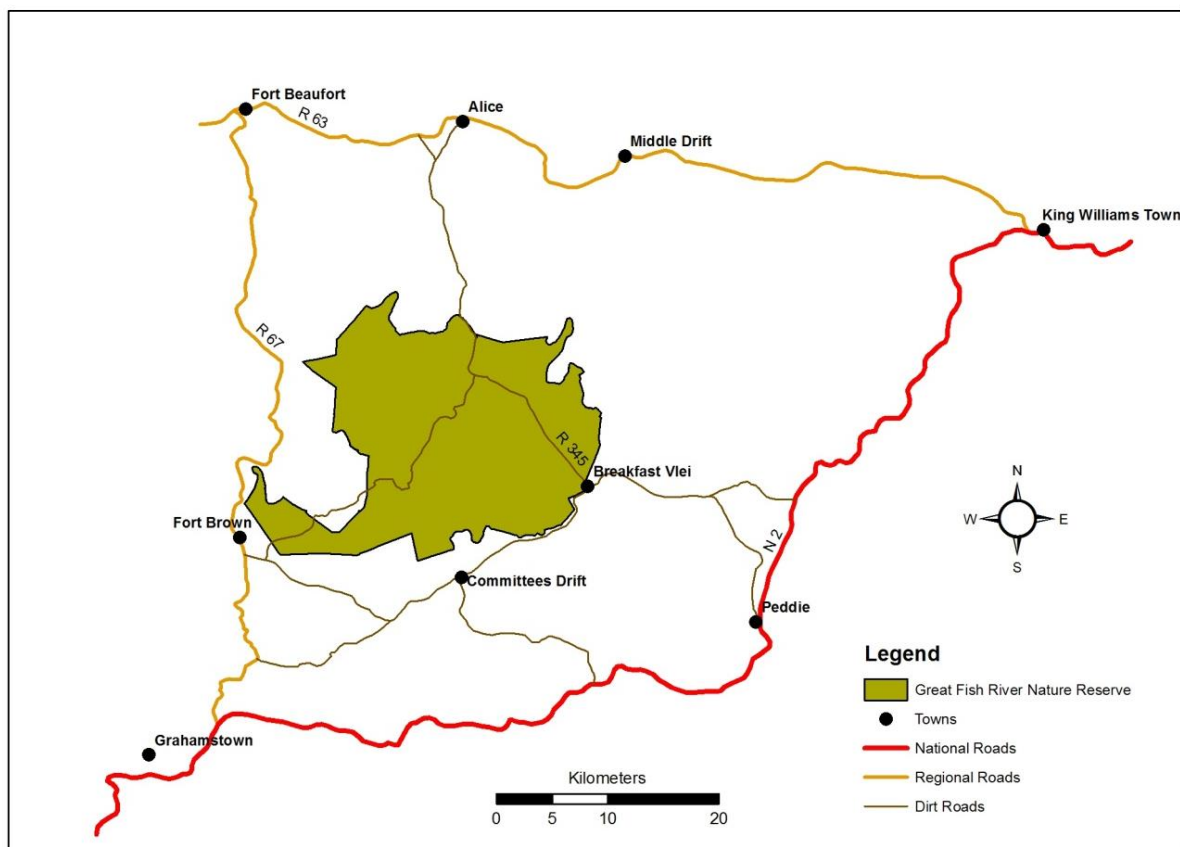 Fort Beaufort
R 63
Alice
Middle Drift
King Williams Town
R 67
R 345
Breakfast Vlei
Fort Brown
N 2
Committees Drift
Peddie
Grahamstown
N
W
E
S
Legend
Great Fish River Nature Reserve
Towns
National Roads
Regional Roads
Dirt Roads
Kilometers
0 5 10 20